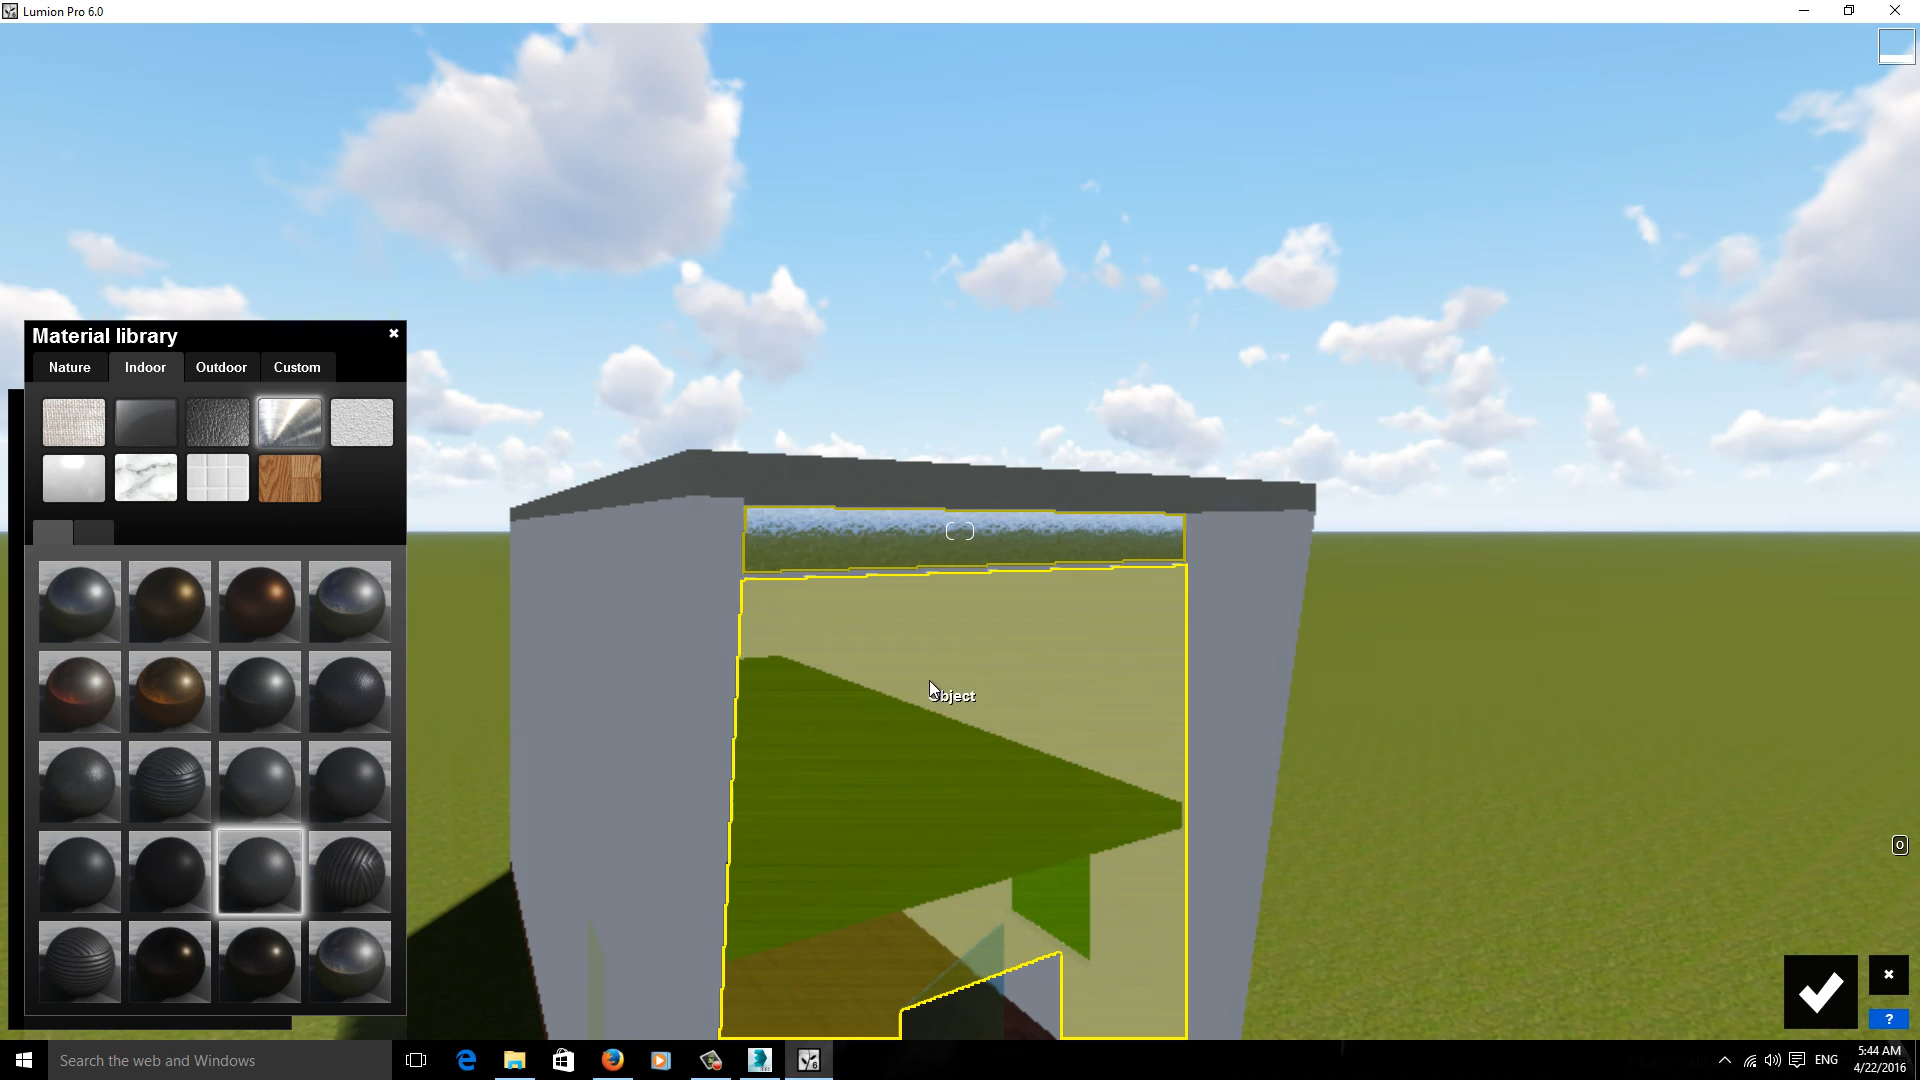 Lumion Pro 6.0
Material library
Nature Indoor Outdoor Custom
Object
O
?
Search the web and Windows
ENG
5:44 AM
4/22/2016